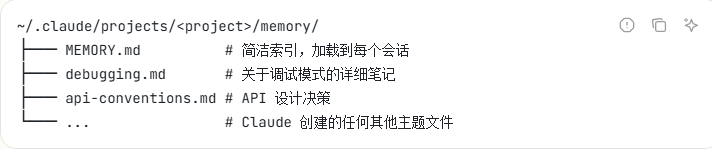 ~/.claude/projects/<project>/memory/
├── MEMORY.md # 简洁索引，加载到每个会话
├── debugging.md # 关于调试模式的详细笔记
├── api-conventions.md # API 设计决策
└── ... # Claude 创建的任何其他主题文件